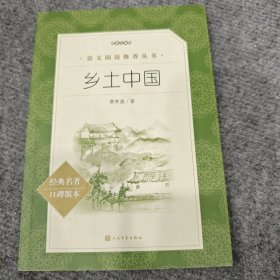 语文阅读推荐丛书
乡土中国
费孝通/著
经典名著
口碑版本
人民文学出版社